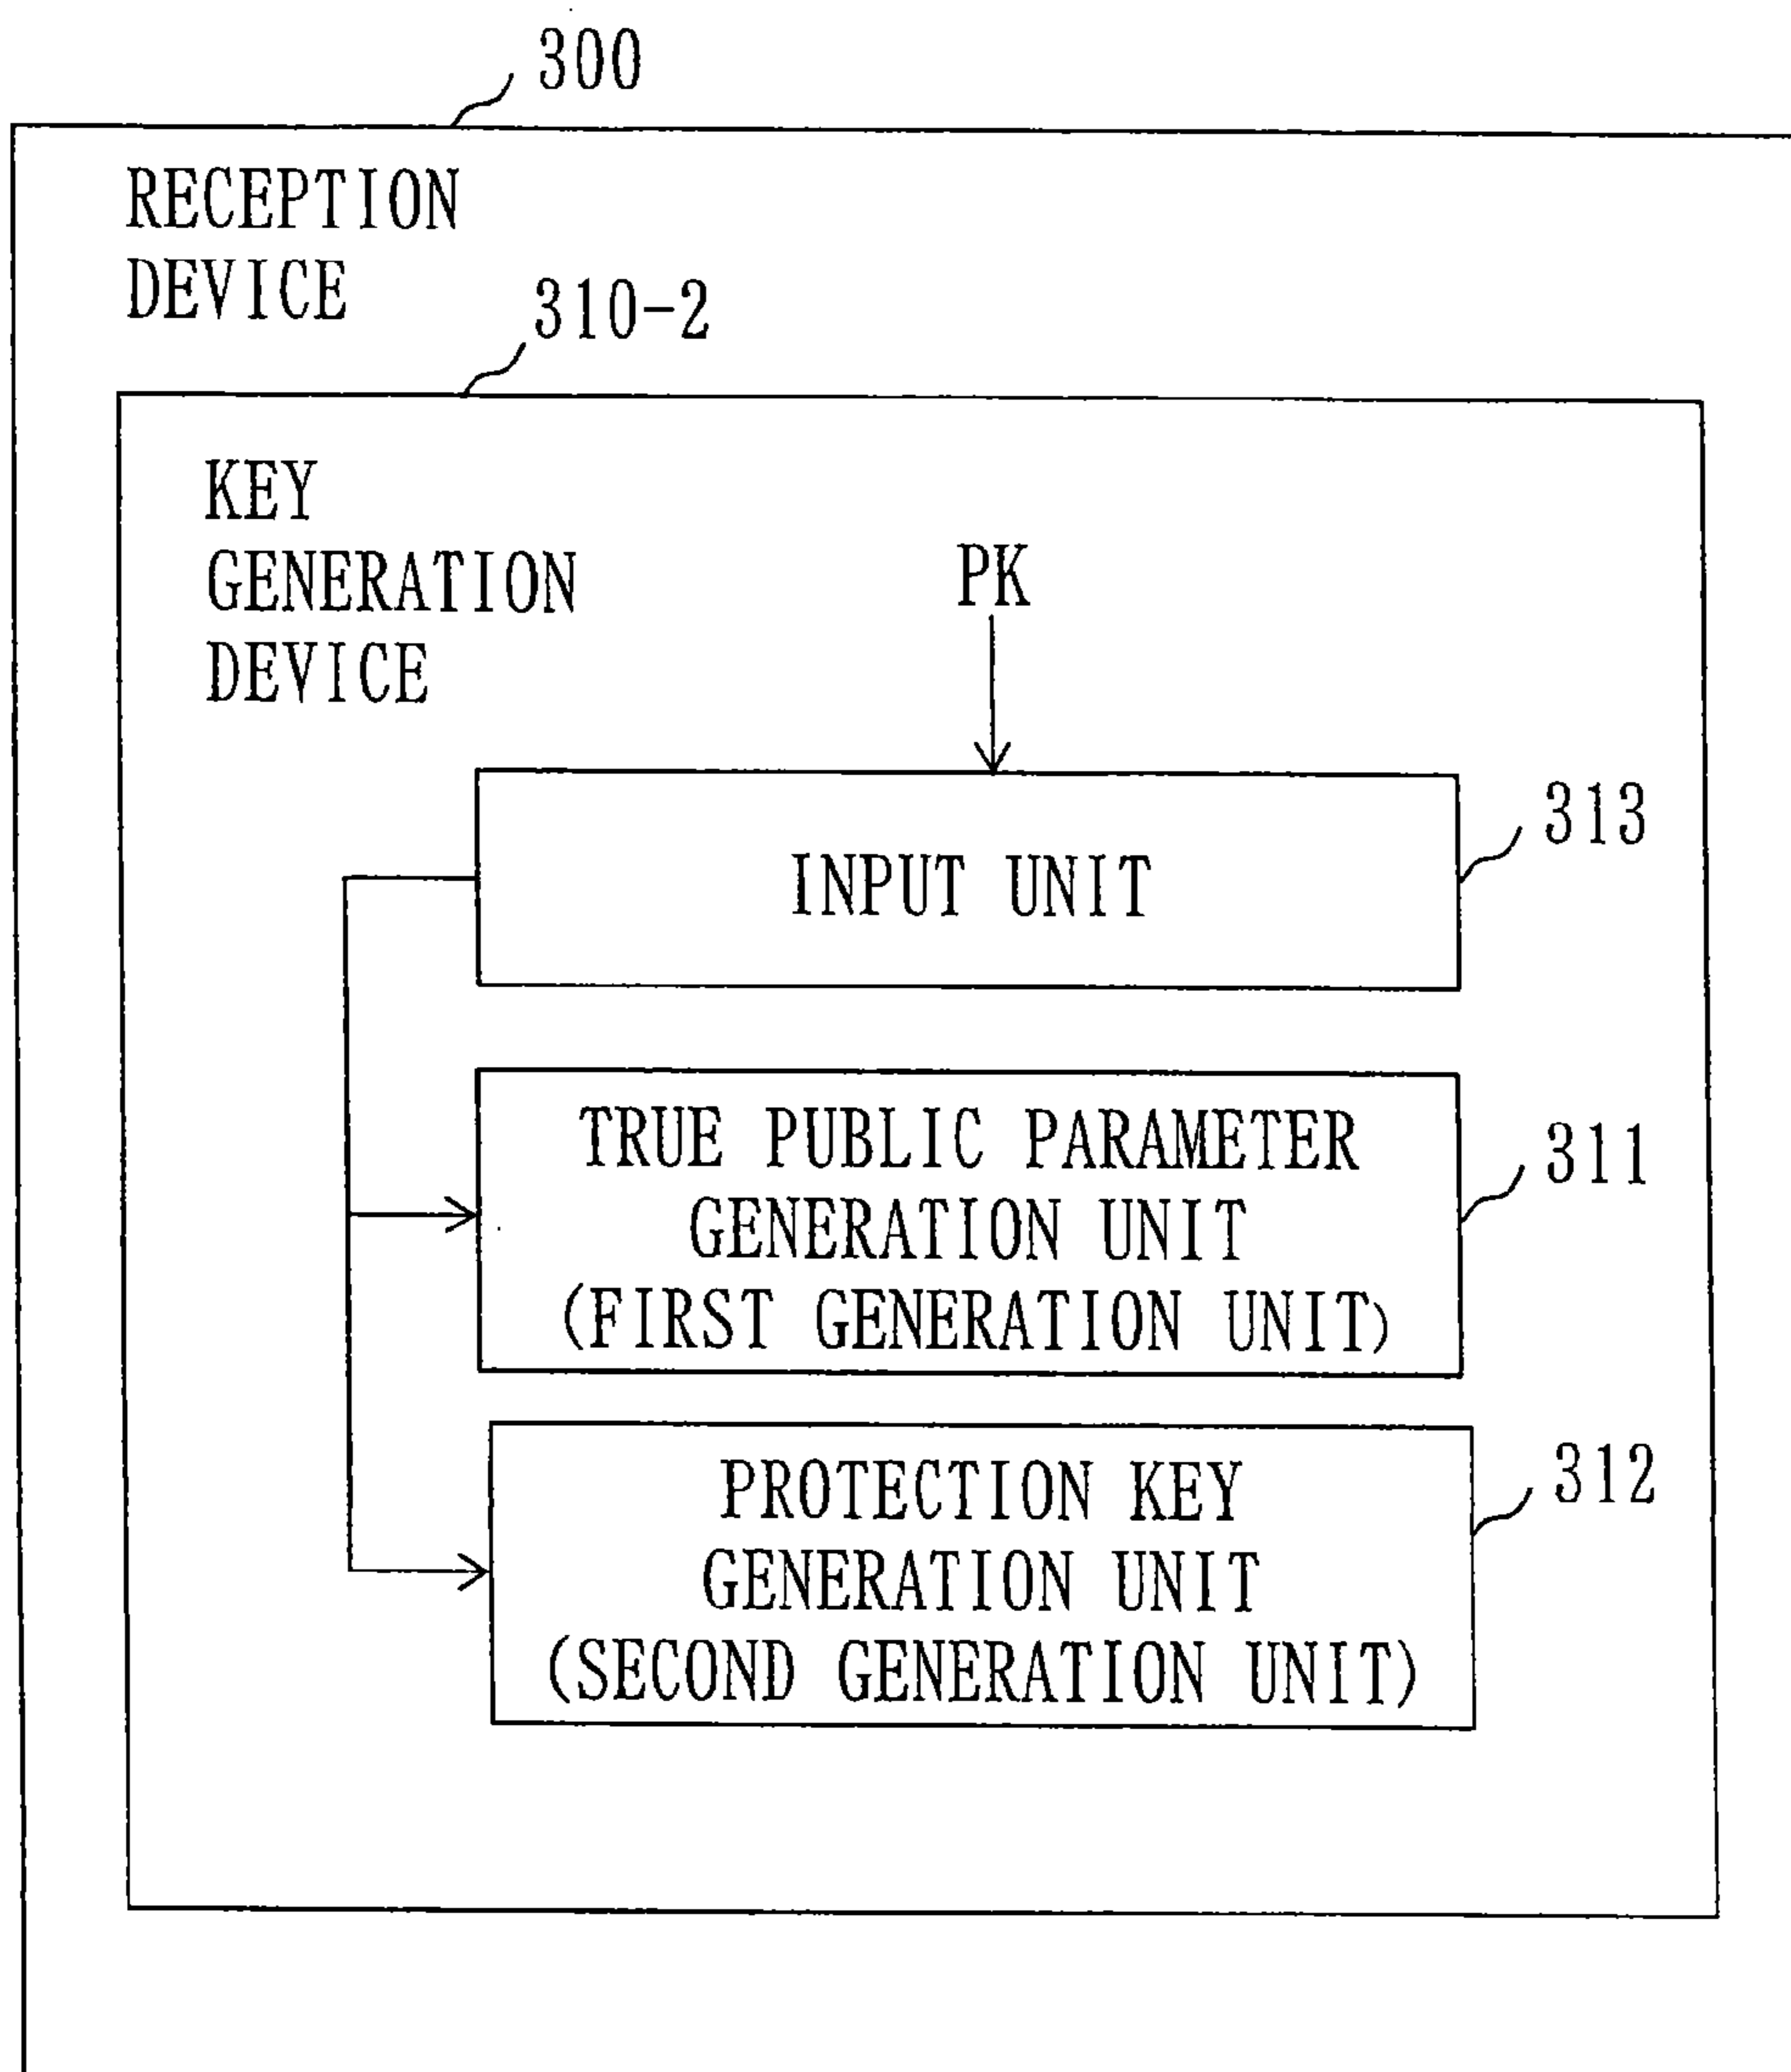 300
RECEPTION
DEVICE
310-2
KEY
GENERATION
DEVICE
PK
313
INPUT UNIT
TRUE PUBLIC PARAMETER
GENERATION UNIT
(FIRST GENERATION UNIT)
311
PROTECTION KEY
GENERATION UNIT
(SECOND GENERATION UNIT)
312